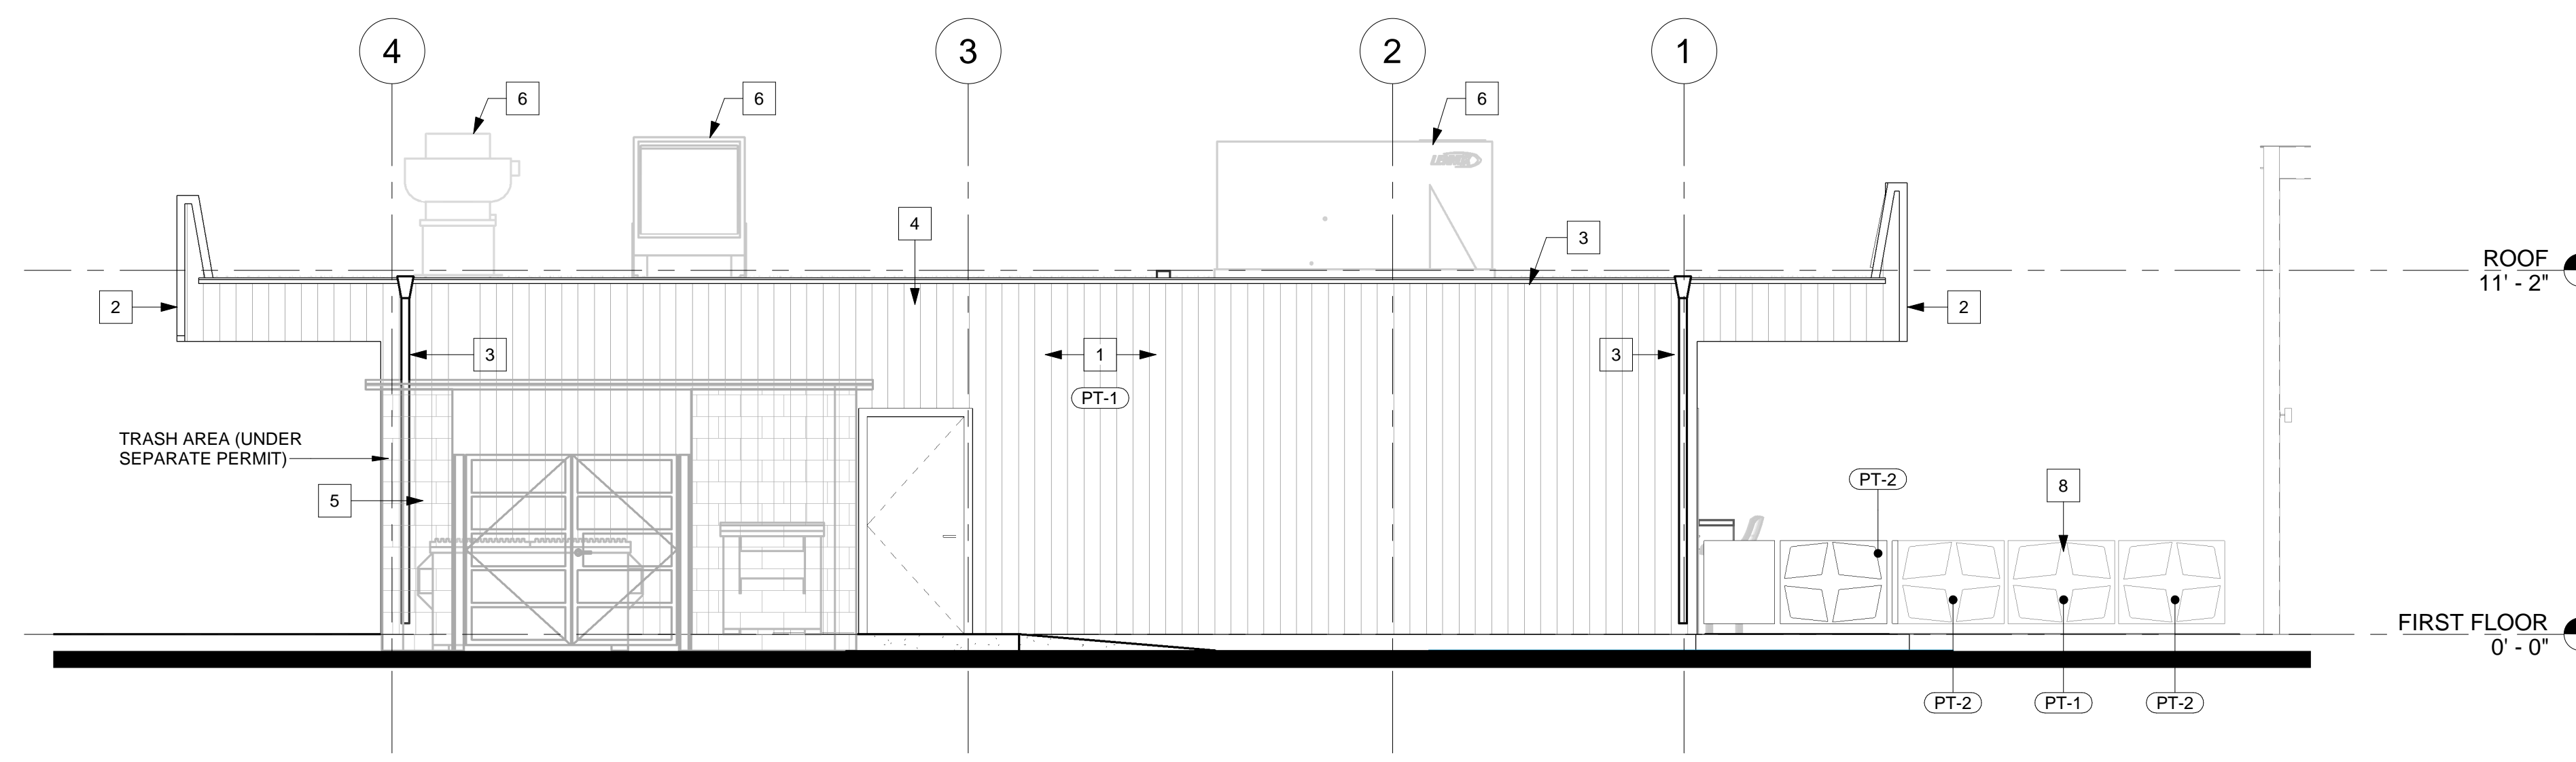 4
3
2
1
6
6
6
LENNOX
4
3
ROOF
11' - 2"
2
2
3
1
3
PT-1
TRASH AREA (UNDER
SEPARATE PERMIT)
5
PT-2
8
FIRST FLOOR
0' - 0"
PT-2
PT-1
PT-2